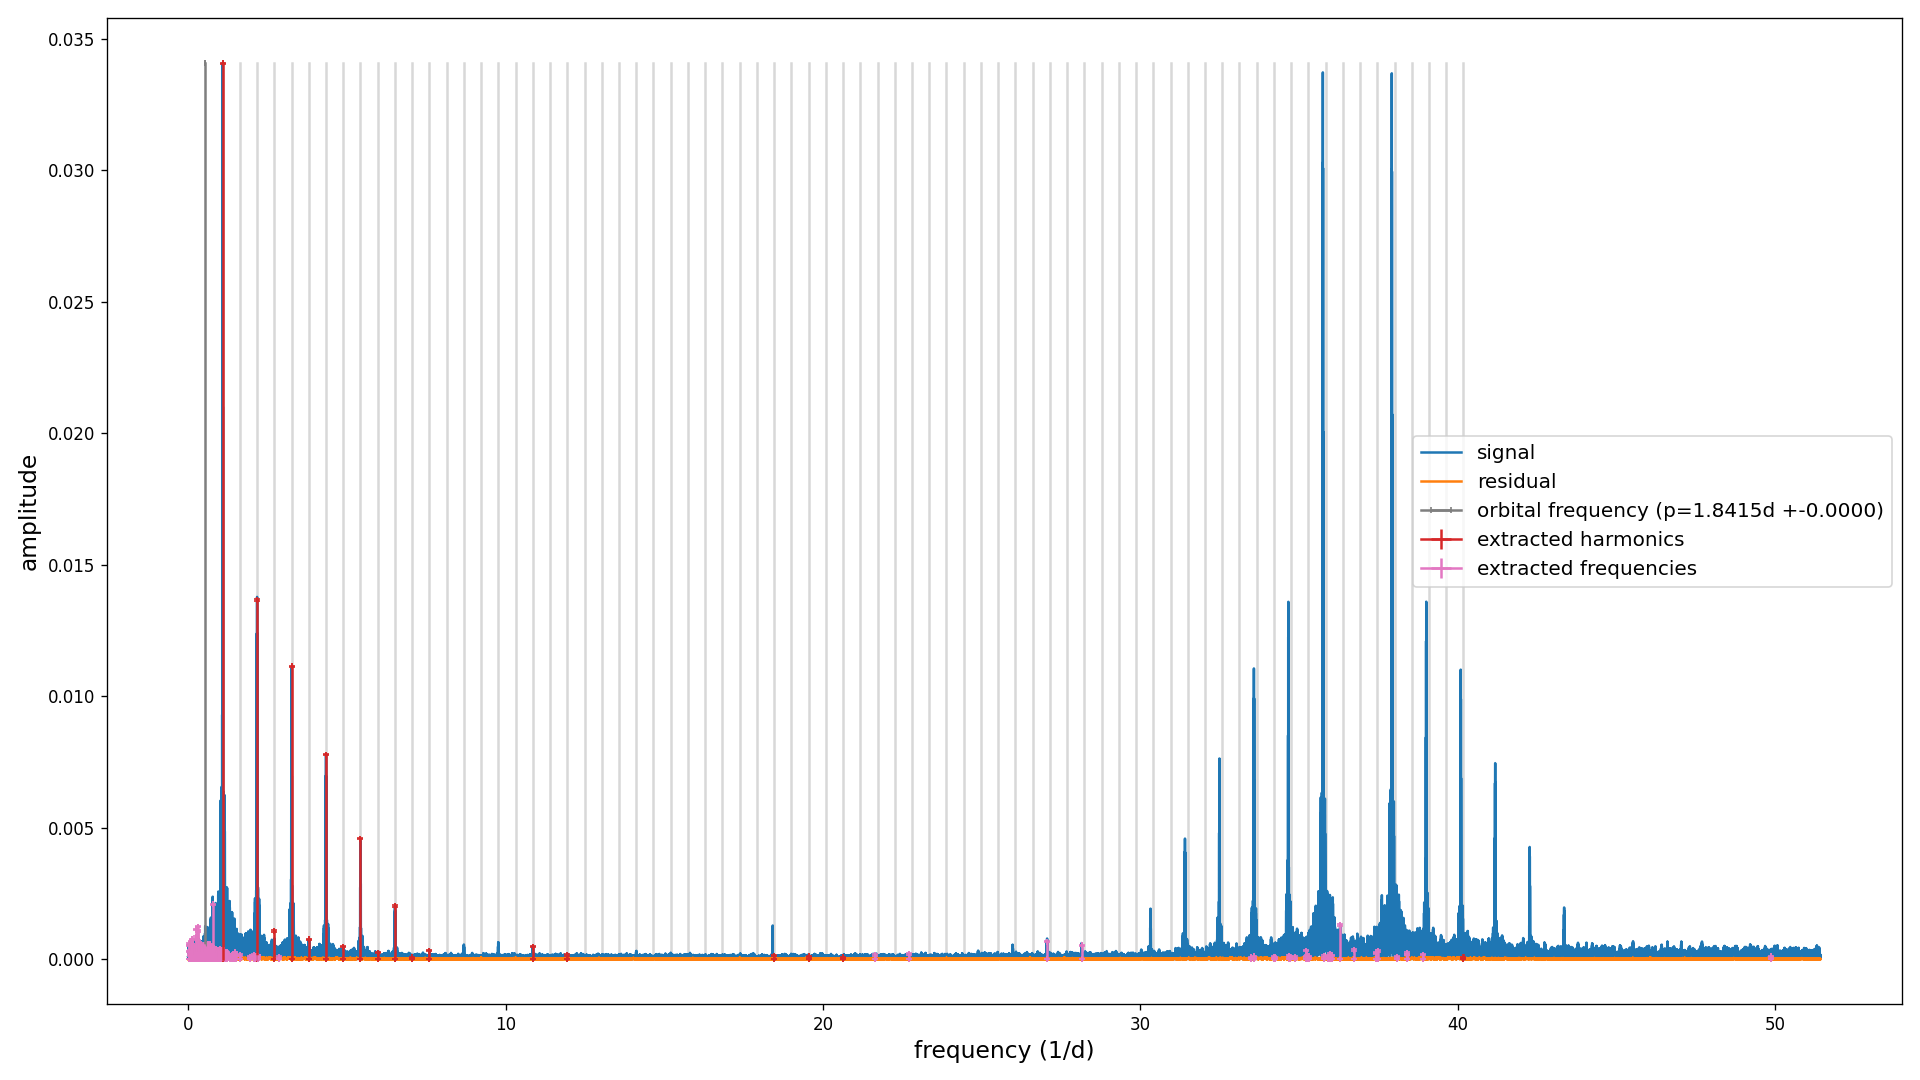 0.035
0.030
0.025
0.020
0.015
0.010
0.005
0.000
amplitude
signal
residual
orbital frequency (p=1.8415d +-0.0000)
extracted harmonics
extracted frequencies
0 10 20 30 40 50
frequency (1/d)